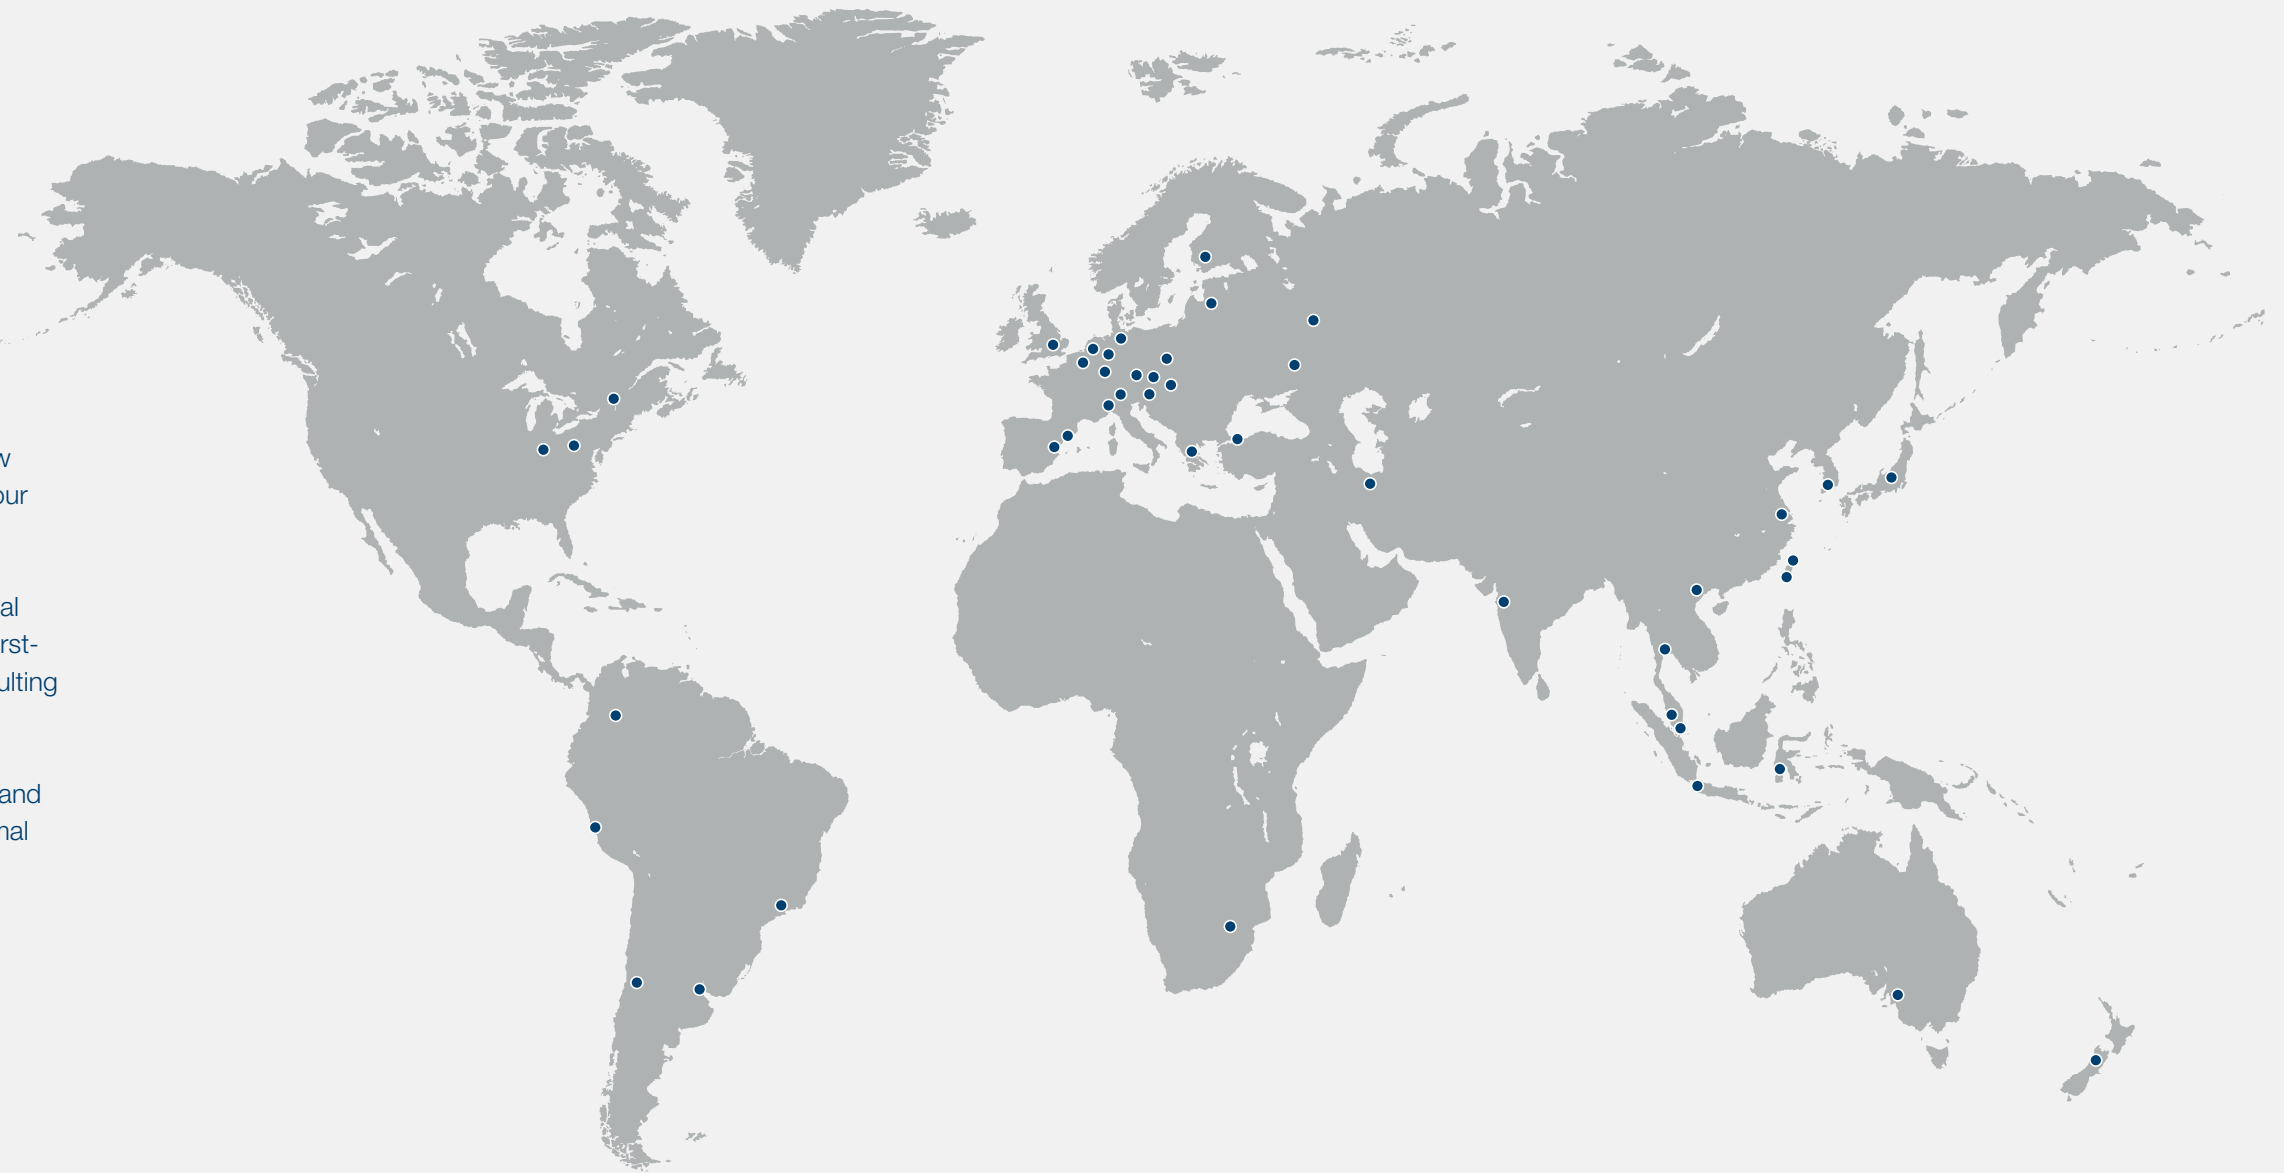 w
our
al
rst-
ulting
and
nal